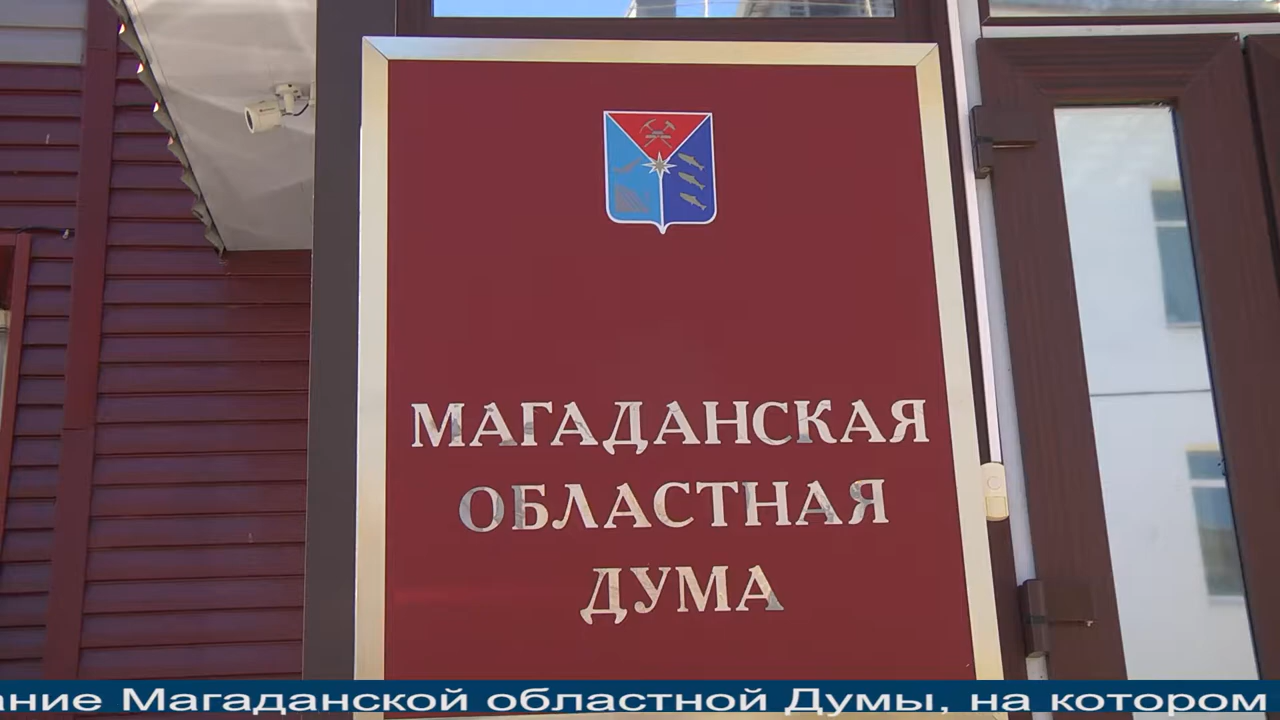 МАГАДАНСКАЯ
ОБЛАСТНАЯ
ДУМА
ание Магаданской областной Думы, на котором